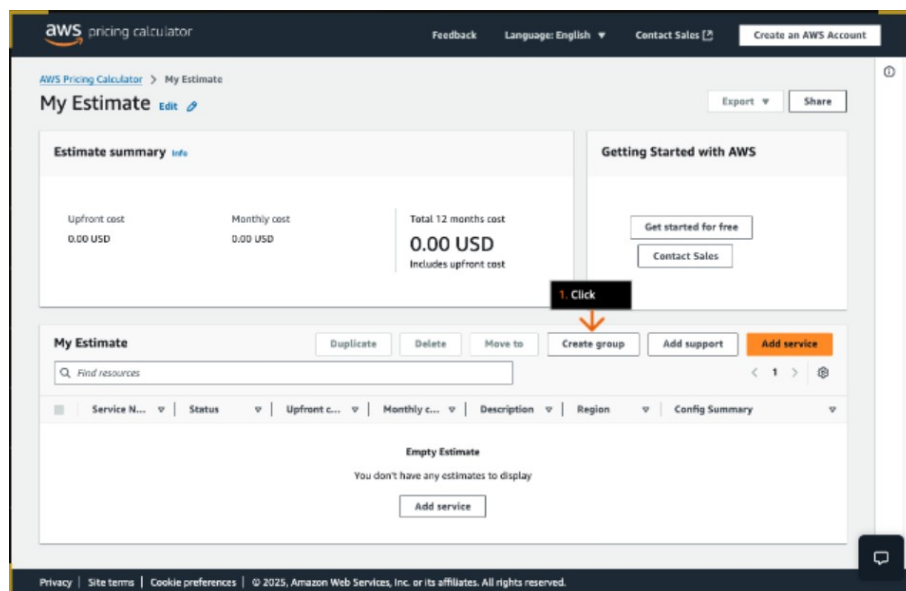 aws pricing calculator
Feedback Language: English ▼ Contact Sales Create an AWS Account
AWS Pricing Calculator > My Estimate
My Estimate Edit
Export ▼ Share
Estimate summary Info
Getting Started with AWS
Upfront cost Monthly cost Total 12 months cost
0.00 USD 0.00 USD 0.00 USD
Includes upfront cost
Get started for free
Contact Sales
1. Click
My Estimate Duplicate Delete Move to Create group Add support Add service
Find resources < 1 >
Service N... Status Upfront c... Monthly c... Description Region Config Summary
Empty Estimate
You don't have any estimates to display
Add service
Privacy | Site terms | Cookie preferences | © 2025, Amazon Web Services, Inc. or its affiliates. All rights reserved.